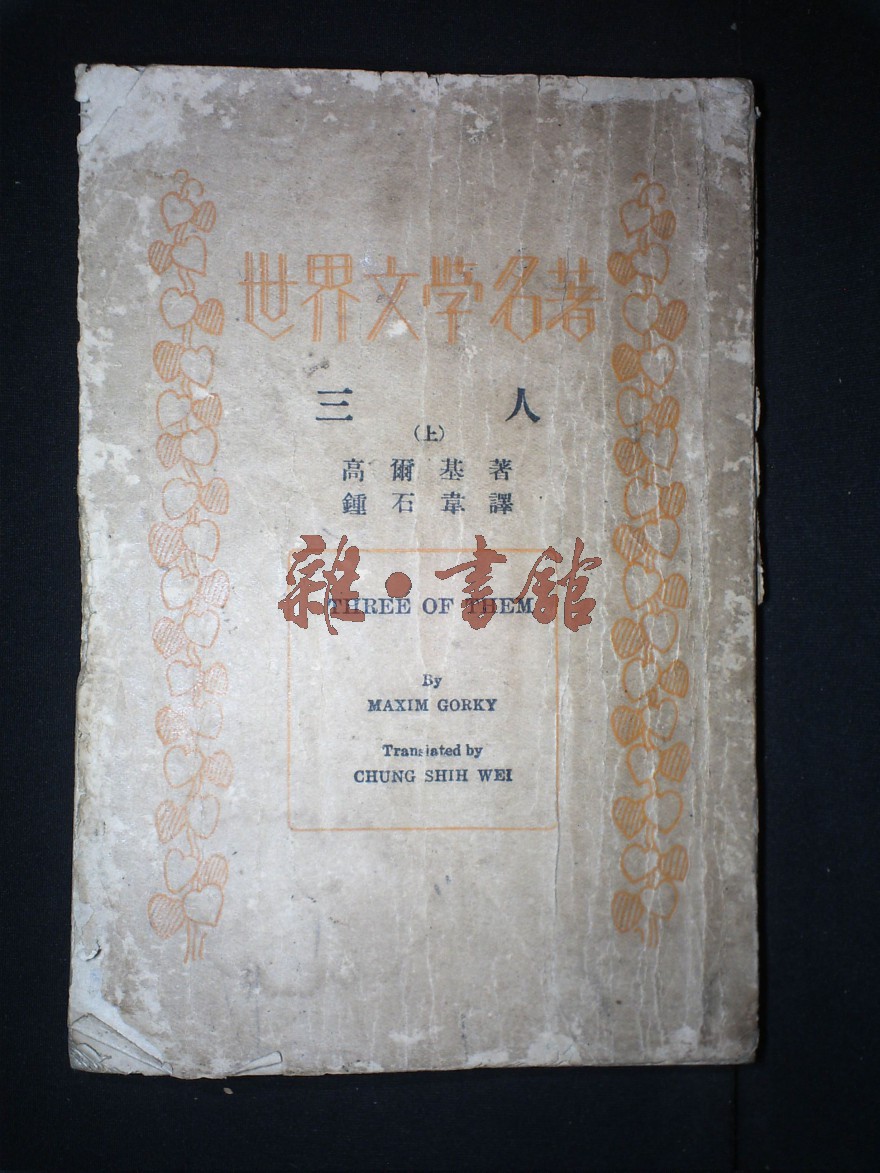 世界文学名著
三人
（上）
高爾基著
鍾石韋譯
雜·書館
THREE OF THEM
By
MAXIM GORKY
Translated by
CHUNG SHIH WEI